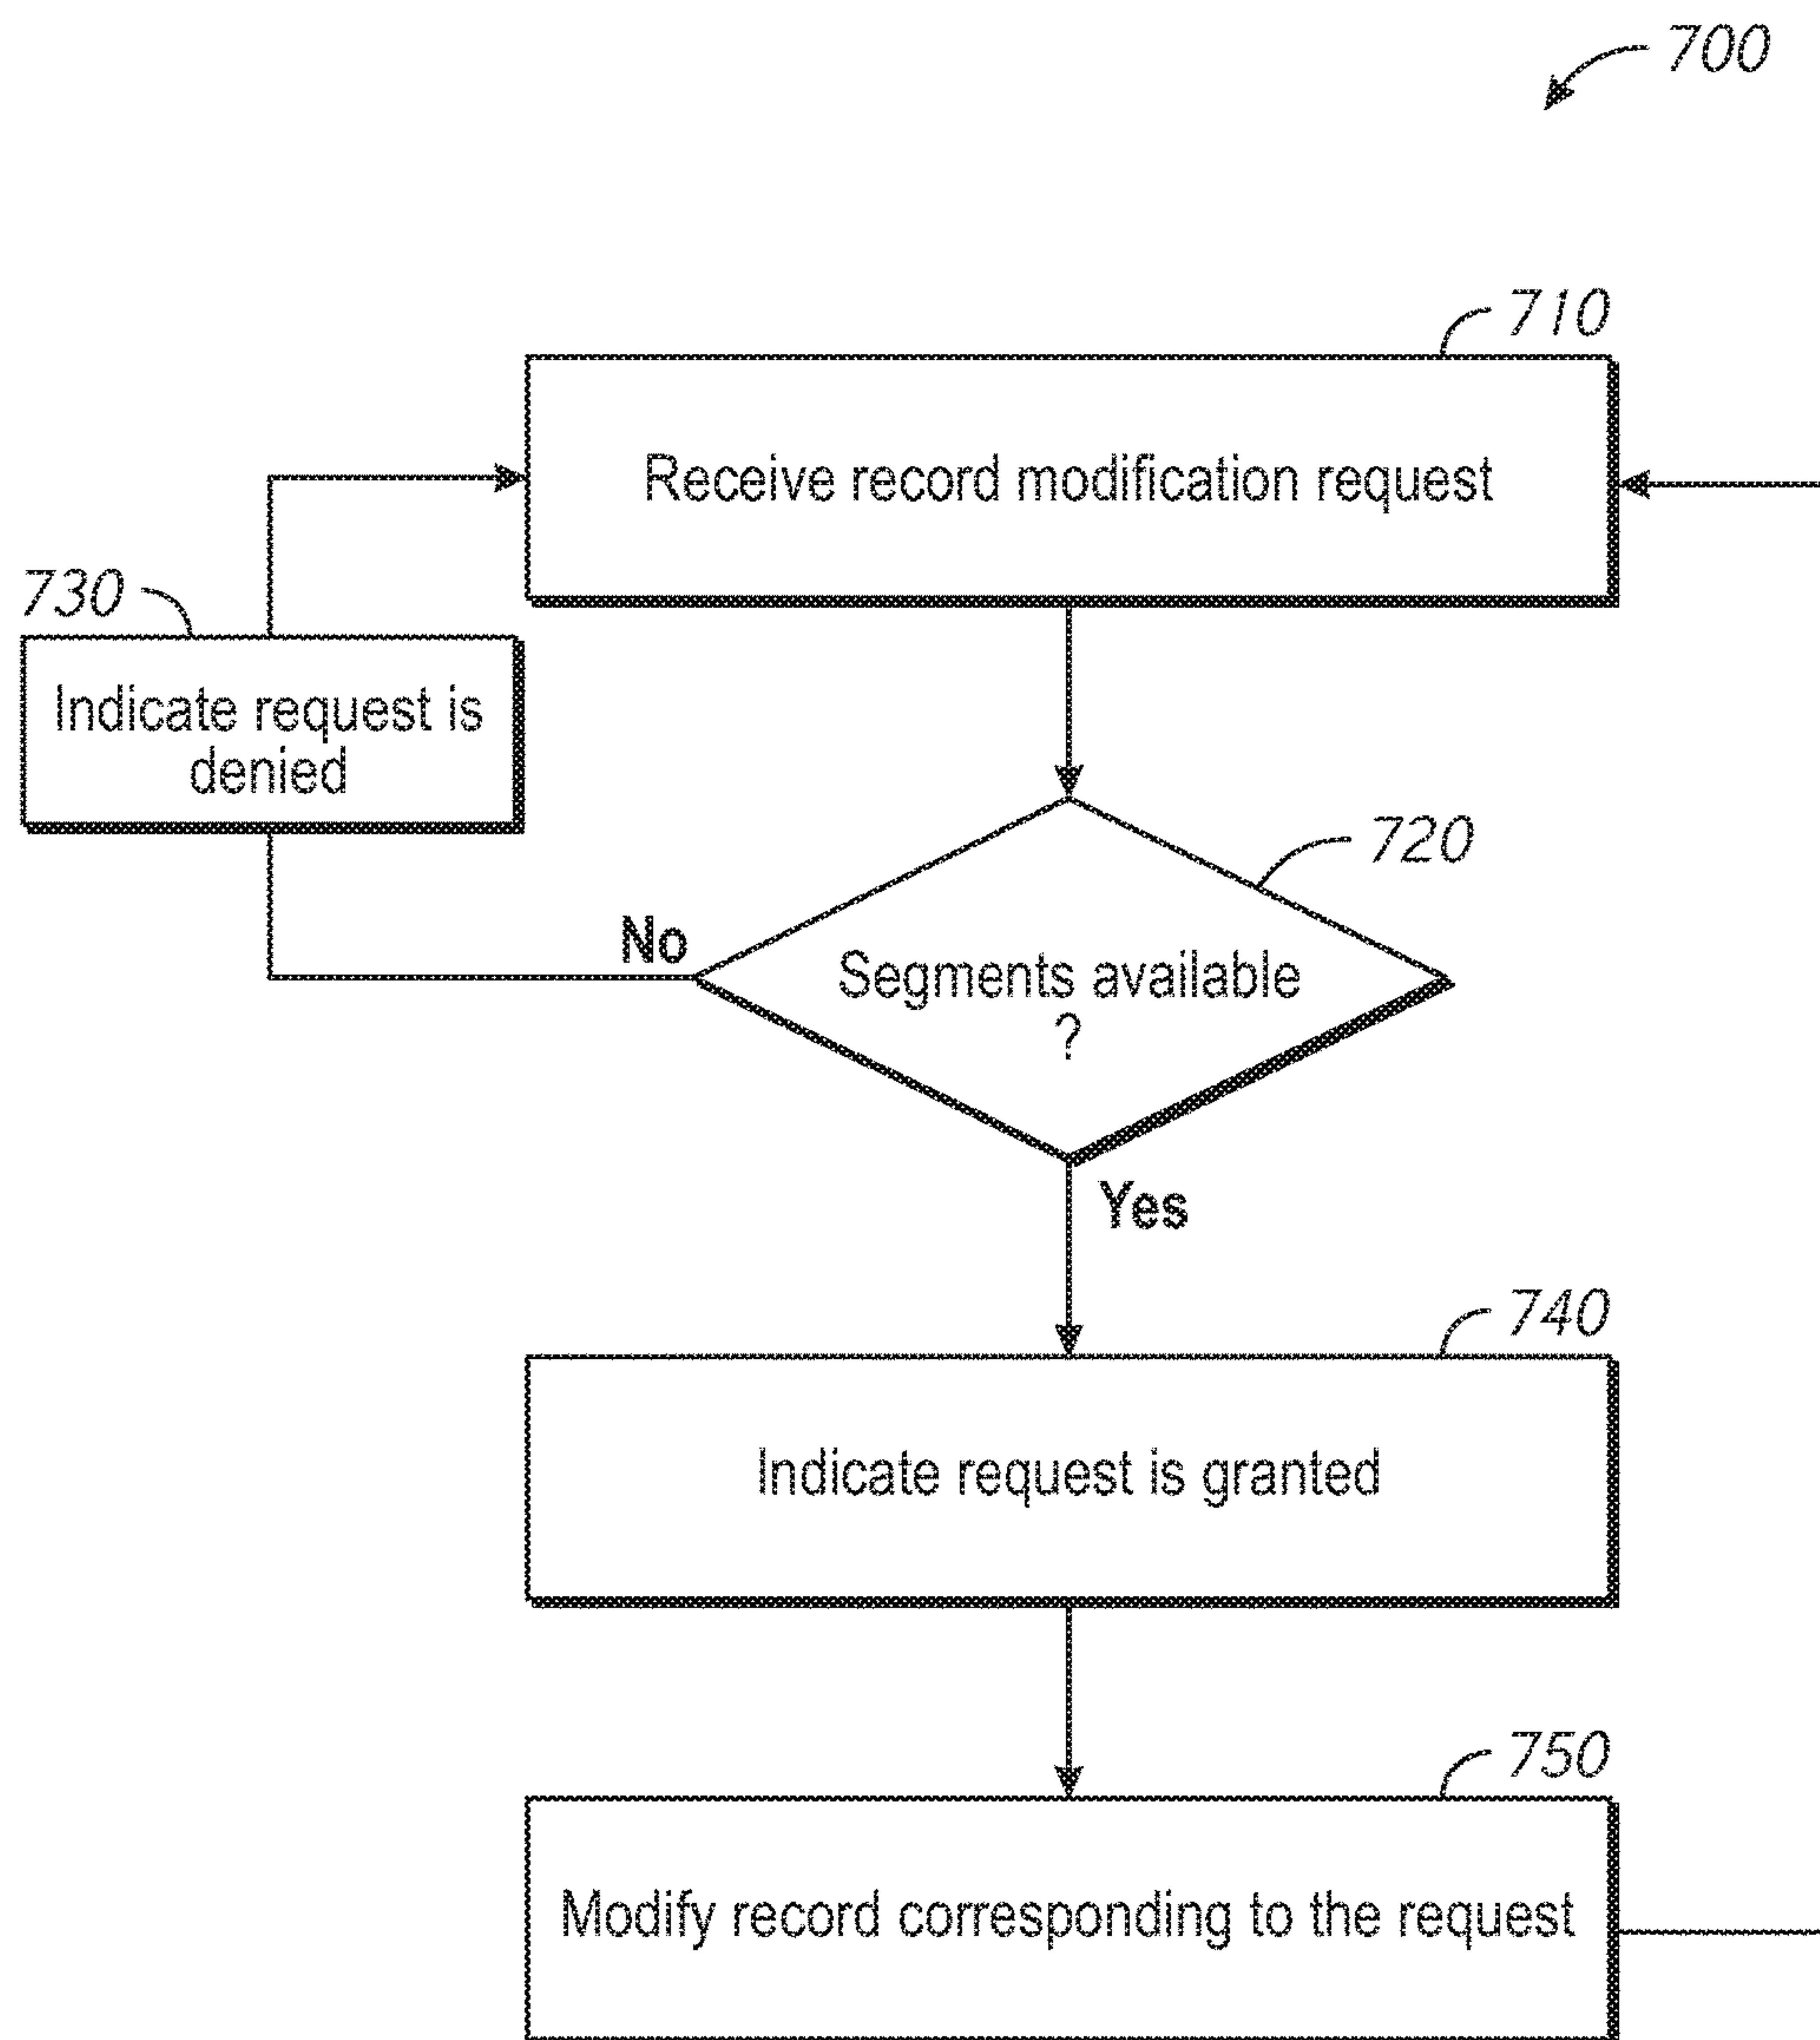 700
710
Receive record modification request
730
Indicate request is
denied
720
No
Segments available
?
Yes
740
Indicate request is granted
750
Modify record corresponding to the request